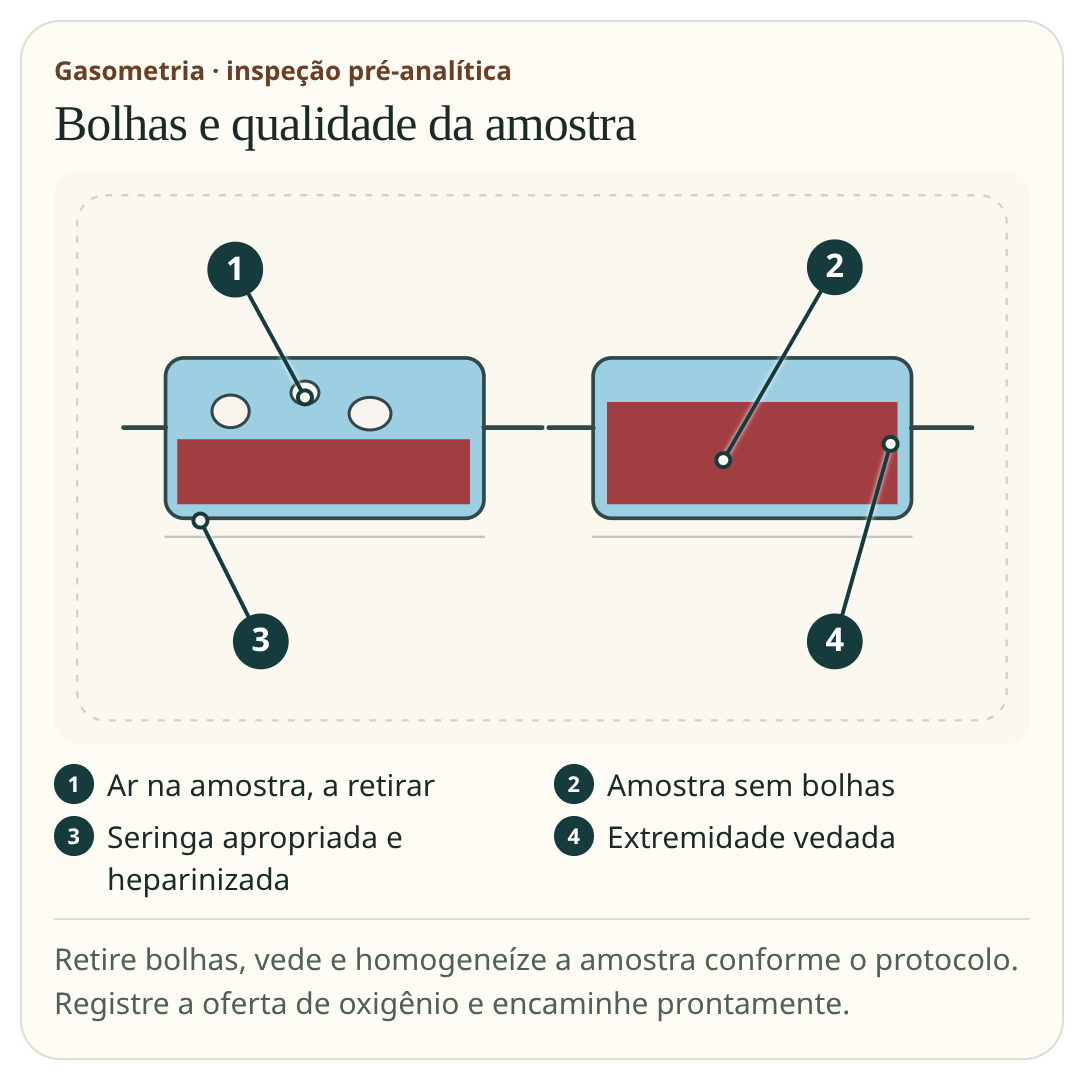 Gasometria · inspeção pré-analítica
Bolhas e qualidade da amostra
1
2
3
4
1 Ar na amostra, a retirar
2 Amostra sem bolhas
3 Seringa apropriada e
heparinizada
4 Extremidade vedada
Retire bolhas, vede e homogeneíze a amostra conforme o protocolo.
Registre a oferta de oxigênio e encaminhe prontamente.